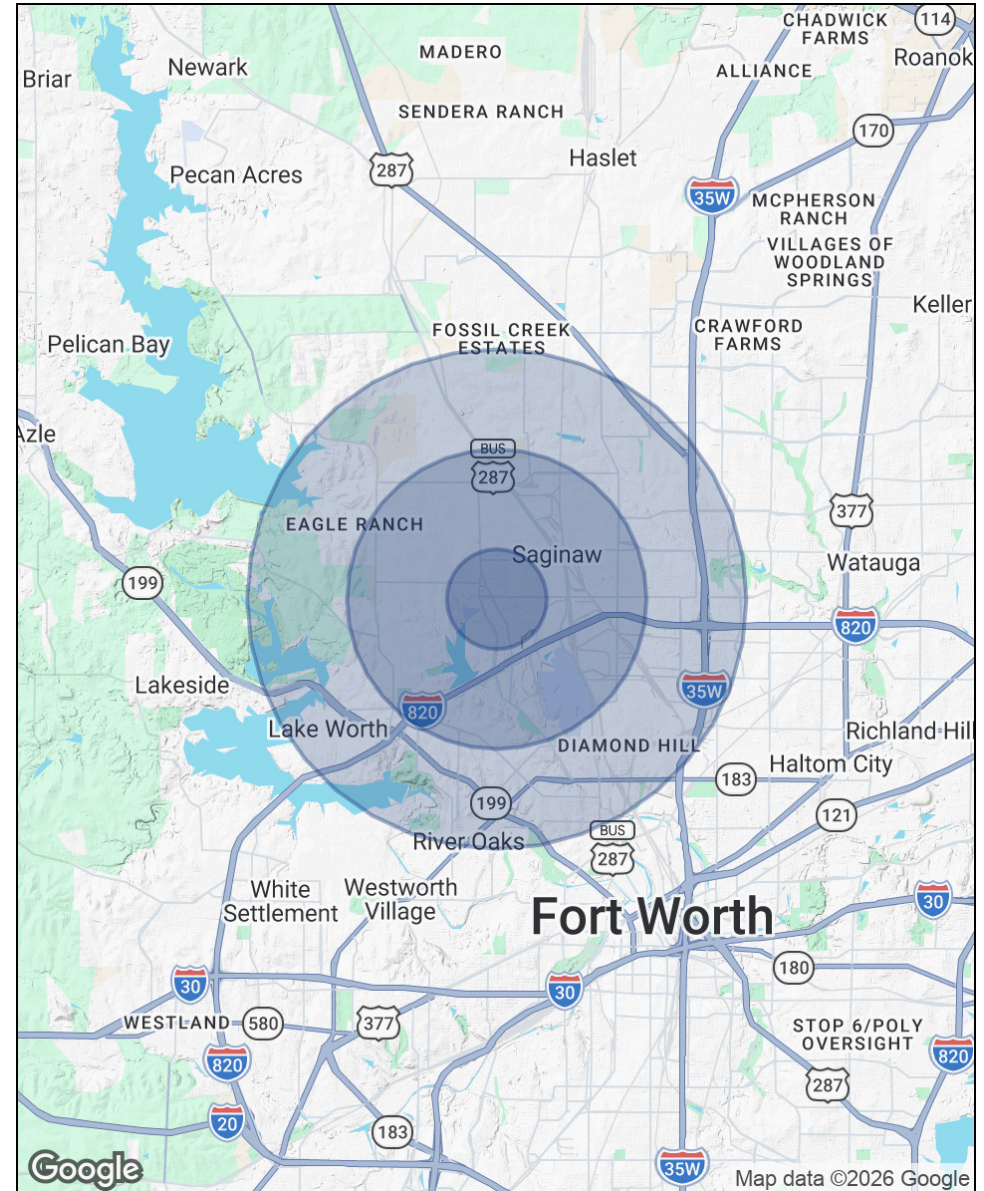 CHADWICK
FARMS
114
MADERO
Roanok
Briar
Newark
ALLIANCE
SENDERA RANCH
170
Haslet
287
Pecan Acres
35W
MCPHERSON
RANCH
VILLAGES OF
WOODLAND
SPRINGS
Keller
FOSSIL CREEK
ESTATES
CRAWFORD
FARMS
Pelican Bay
Azle
BUS
287
377
EAGLE RANCH
Saginaw
Watauga
199
820
Lakeside
35W
820
Lake Worth
Richland Hill
DIAMOND HILL
Haltom City
183
199
121
BUS
287
River Oaks
White
Settlement
Westworth
Village
30
Fort Worth
180
30
30
WESTLAND
580
377
STOP 6/POLY
OVERSIGHT
820
820
287
20
183
35W
Google
Map data ©2026 Google